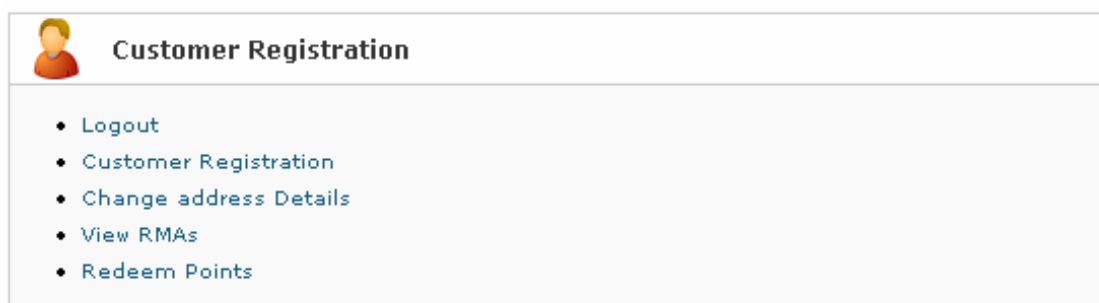 Customer Registration
Logout
Customer Registration
Change address Details
View RMAs
Redeem Points